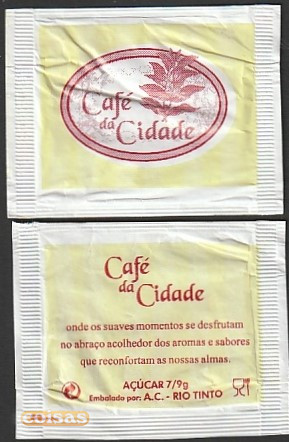 Café
da Cidade
Café
da Cidade
onde os suaves momentos se desfrutam
no abraço acolhedor dos aromas e sabores
que reconfortam as nossas almas.
AÇÚCAR 7/9g
Embalado por: A.C. - RIO TINTO
coisas